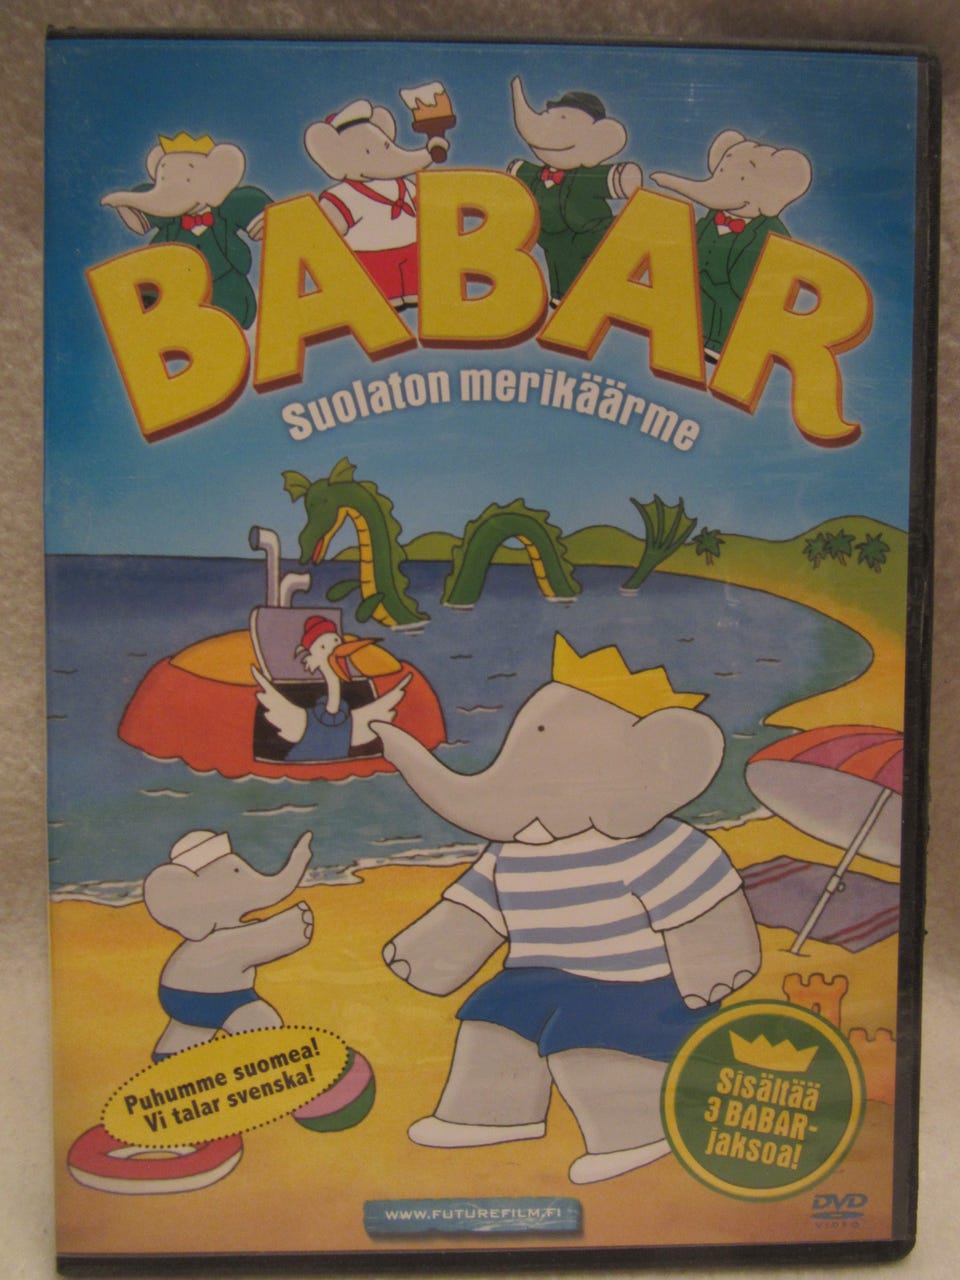 BABAR
Suolaton merikäärme
Puhumme suomea!
Vi talar svenska!
Sisältää
3 BABAR-
jaksoa!
WWW.FUTUREFILM.FI
DVD
VIDEO